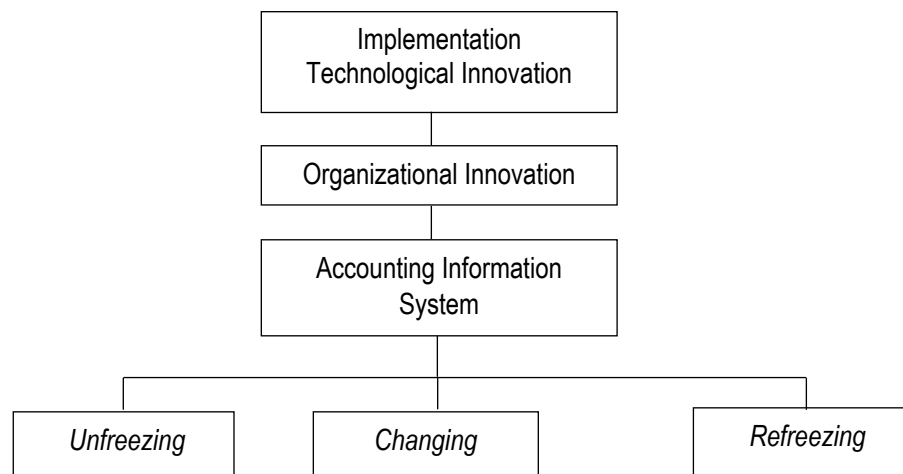 Implementation
Technological Innovation
Organizational Innovation
Accounting Information
System
Unfreezing
Changing
Refreezing